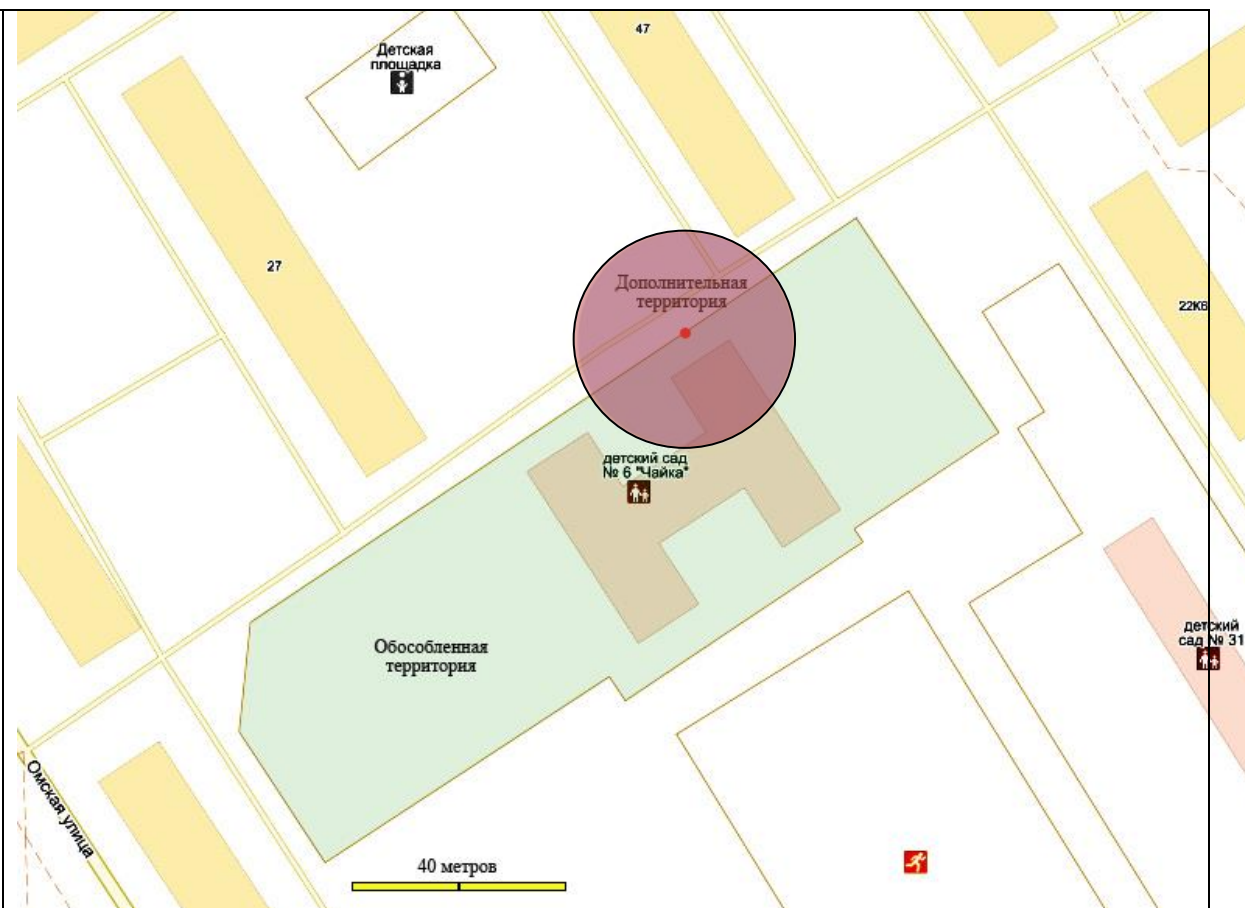 47
Детская
площадка
27
Дополнительная
территория
22К6
детский сад
№ 6 "Чайка"
детский
сад № 31
Обособленная
территория
Омская улица
40 метров